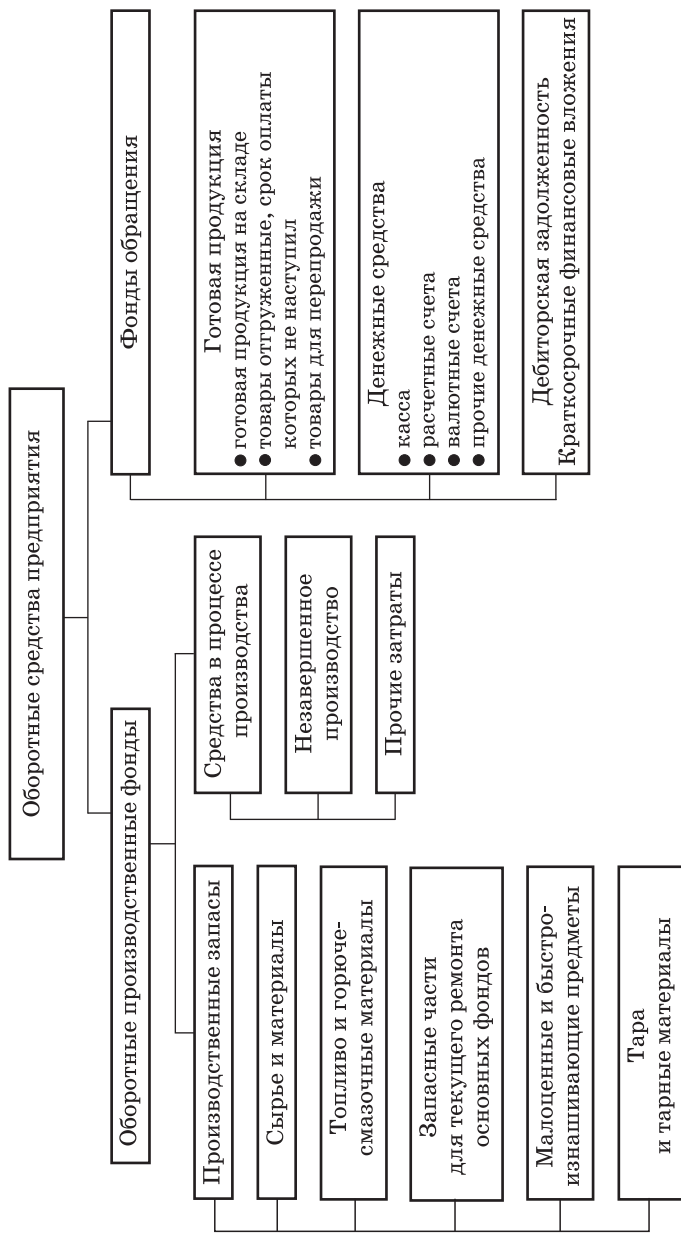 Оборотные средства предприятия
Оборотные производственные фонды
Фонды обращения
Производственные запасы
Сырье и материалы
Топливо и горюче-
смазочные материалы
Запасные части
для текущего ремонта
основных фондов
Малоценные и быстро-
изнашивающие предметы
Тара
и тарные материалы
Средства в процессе
производства
Незавершенное
производство
Прочие затраты
Готовая продукция
● готовая продукция на складе
● товары отгруженные, срок оплаты
которых не наступил
● товары для перепродажи
Денежные средства
● касса
● расчетные счета
● валютные счета
● прочие денежные средства
Дебиторская задолженность
Краткосрочные финансовые вложения